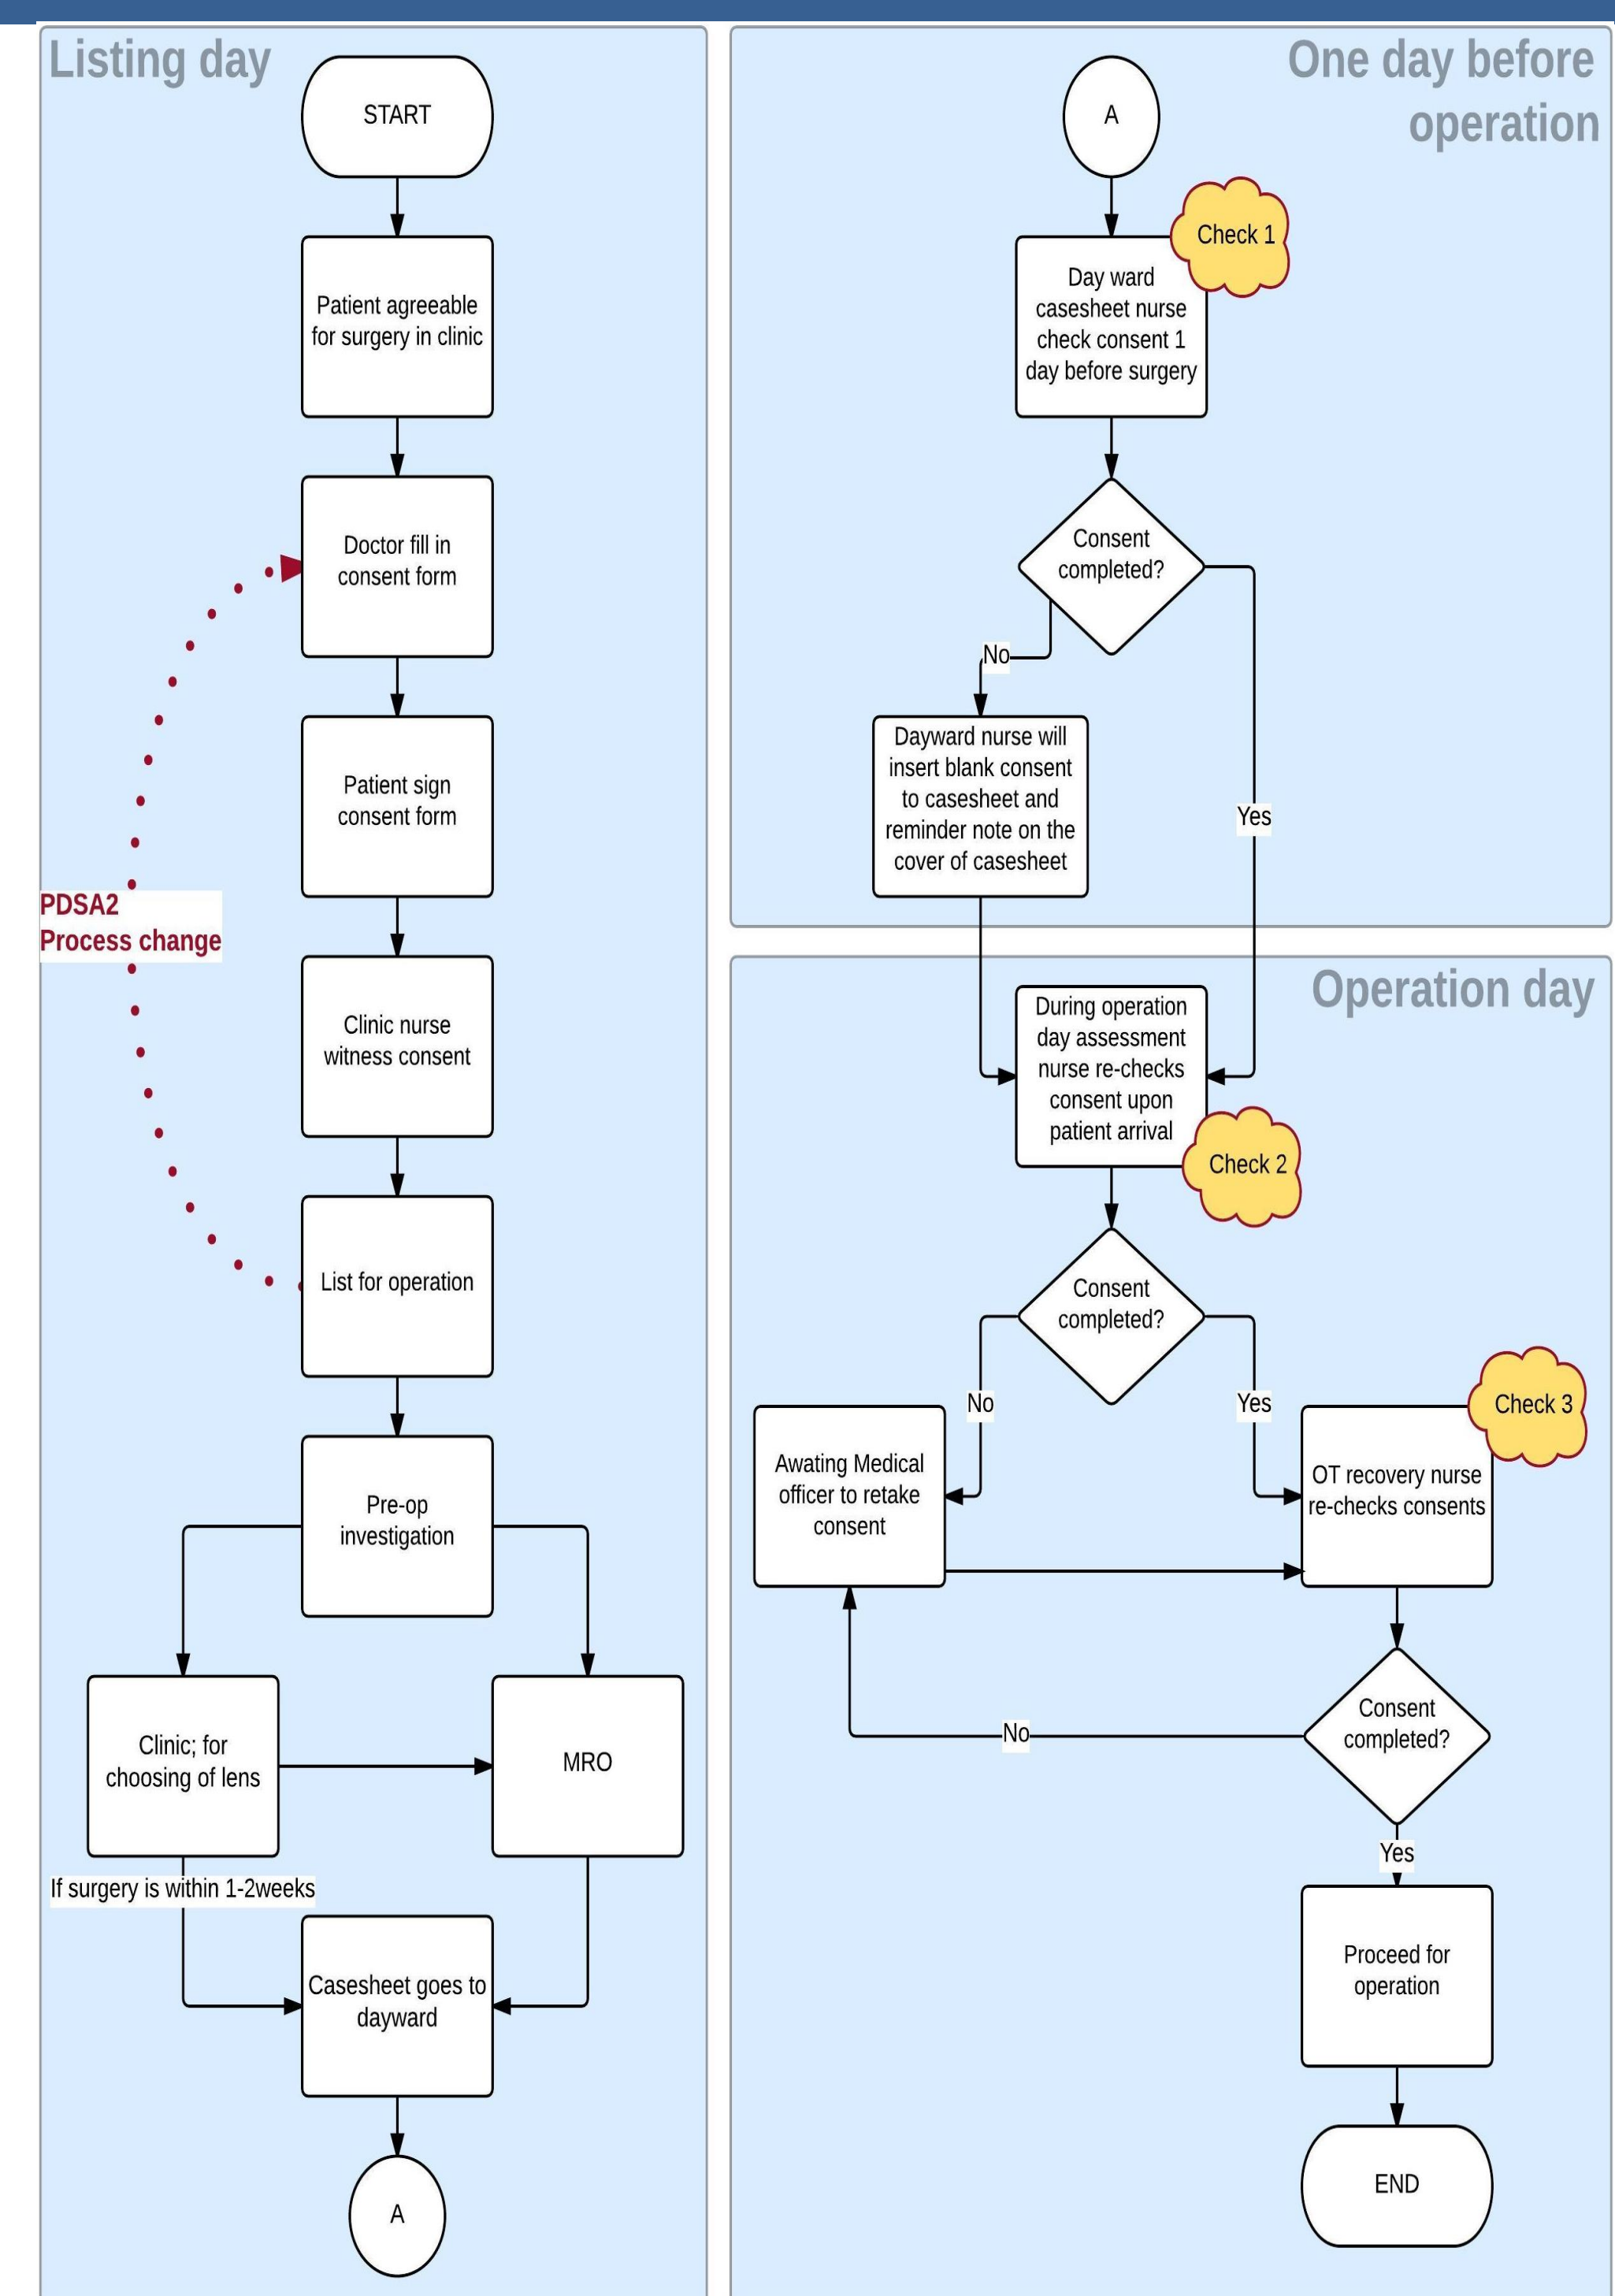 Listing day
START
Patient agreeable
for surgery in clinic
Doctor fill in
consent form
Patient sign
consent form
PDSA2
Process change
Clinic nurse
witness consent
List for operation
Pre-op
investigation
Clinic; for
choosing of lens
MRO
If surgery is within 1-2weeks
Casesheet goes to
dayward
A
One day before
operation
A
Check 1
Day ward
casesheet nurse
check consent 1
day before surgery
Consent
completed?
No
Yes
Dayward nurse will
insert blank consent
to casesheet and
reminder note on the
cover of casesheet
Operation day
During operation
day assessment
nurse re-checks
consent upon
patient arrival
Check 2
Consent
completed?
No
Yes
Check 3
Awating Medical
officer to retake
consent
OT recovery nurse
re-checks consents
Consent
completed?
No
Yes
Proceed for
operation
END